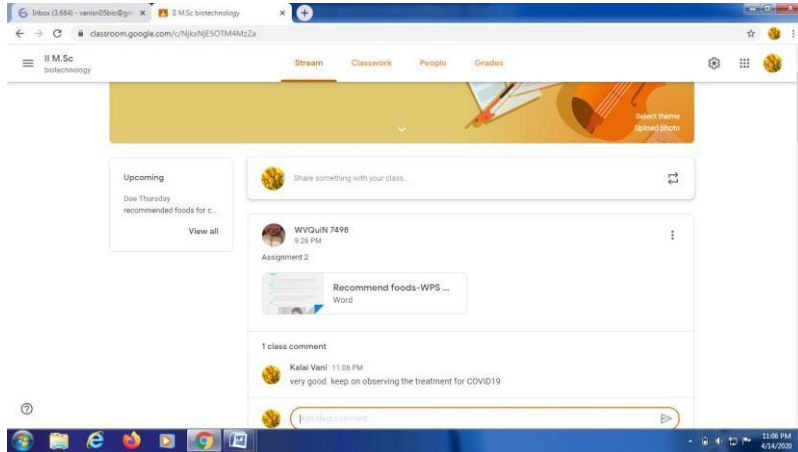 Inbox (3,664) - vanisri05bio@gm
II M.Sc biotechnology
classroom.google.com/c/NjkxNjE5OTM4MzZa
II M.Sc
biotechnology
Stream
Classwork
People
Grades
Select theme
Upload photo
Upcoming
Due Thursday
recommended foods for c...
View all
Share something with your class...
WVQuiN 7498
9:26 PM
Assignment 2
Recommend foods-WPS ...
Word
1 class comment
Kalai Vani 11:06 PM
very good. keep on observing the treatment for COVID19
Add class comment...
11:06 PM
4/14/2020